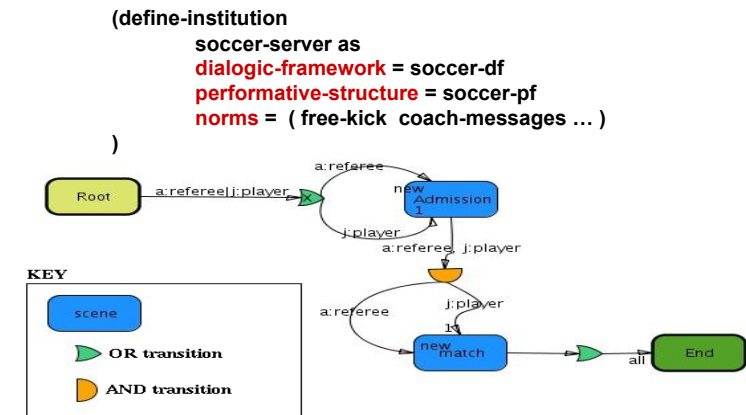 (define-institution
soccer-server as
dialogic-framework = soccer-df
performative-structure = soccer-pf
norms = ( free-kick coach-messages … )
)
a:referee
Root
a:referee|j:player
x
new
Admission
1
j:player
a:referee, j:player
KEY
scene
OR transition
AND transition
a:referee
j:player
1
new
match
all
End